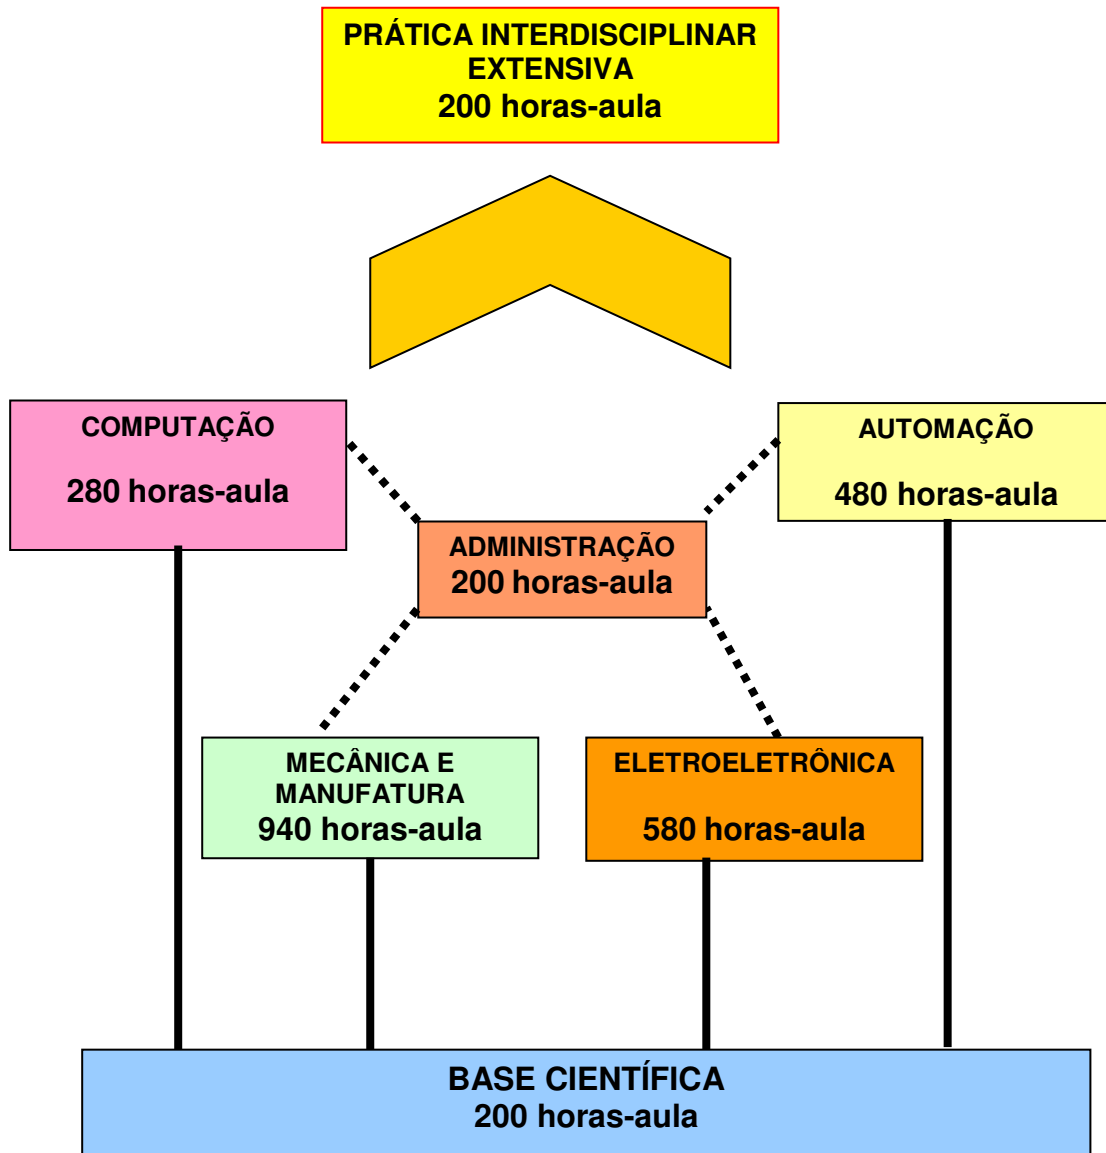 PRÁTICA INTERDISCIPLINAR
EXTENSIVA
200 horas-aula
COMPUTAÇÃO
280 horas-aula
AUTOMAÇÃO
480 horas-aula
ADMINISTRAÇÃO
200 horas-aula
MECÂNICA E
MANUFATURA
940 horas-aula
ELETROELETRÔNICA
580 horas-aula
BASE CIENTÍFICA
200 horas-aula